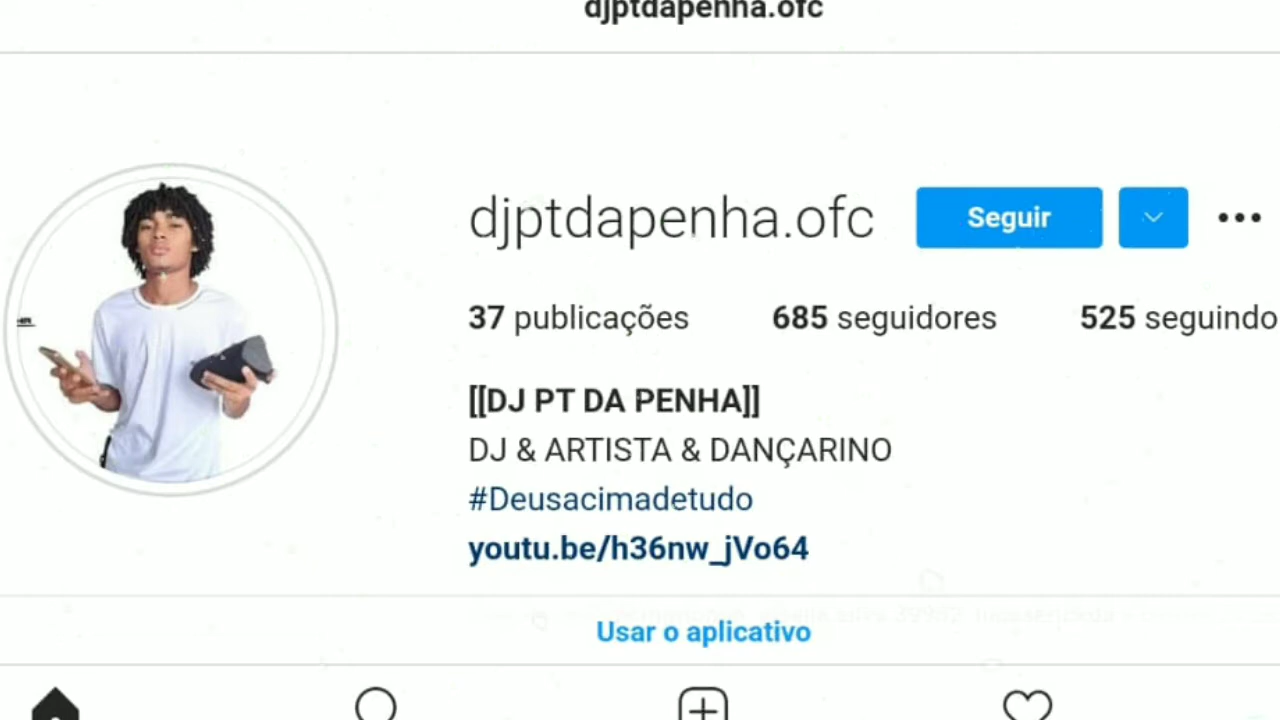 djptdapenha.ofc
djptdapenha.ofc Seguir
37 publicações 685 seguidores 525 seguindo
[[DJ PT DA PENHA]]
DJ & ARTISTA & DANÇARINO
#Deusacimadetudo
youtu.be/h36nw_jVo64
Usar o aplicativo